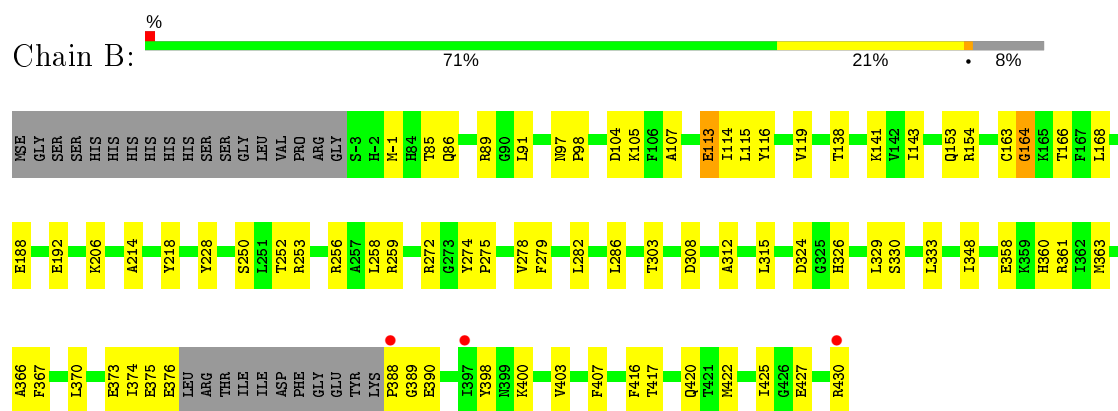 %
Chain B:
71% 21% • 8%
MSE GLY SER SER HIS HIS HIS HIS HIS HIS SER SER GLY LEU VAL PRO ARG GLY S-3 H-2 M-1 H84 T85 Q86 R89 G90 L91 N97 P98 D104 K105 F106 A107 E113 I114 L115 Y116 V119 T138 K141 V142 I143 Q153 R154 C163 G164 K165 T166 F167 L168
E188 E192 K206 A214 Y218 Y228 S250 L251 T252 R253 R256 A257 L258 R259 R272 G273 Y274 P275 V278 F279 L282 L286 T303 D308 A312 L315 D324 G325 H326 L329 S330 L333 I348 E358 K359 H360 R361 I362 M363
A366 F367 L370 E373 I374 E375 E376 LEU ARG THR ILE ILE ASP PHE GLY GLU TYR LYS P388 G389 E390 I397 Y398 N399 K400 V403 F407 F416 T417 Q420 T421 M422 I425 G426 E427 R430